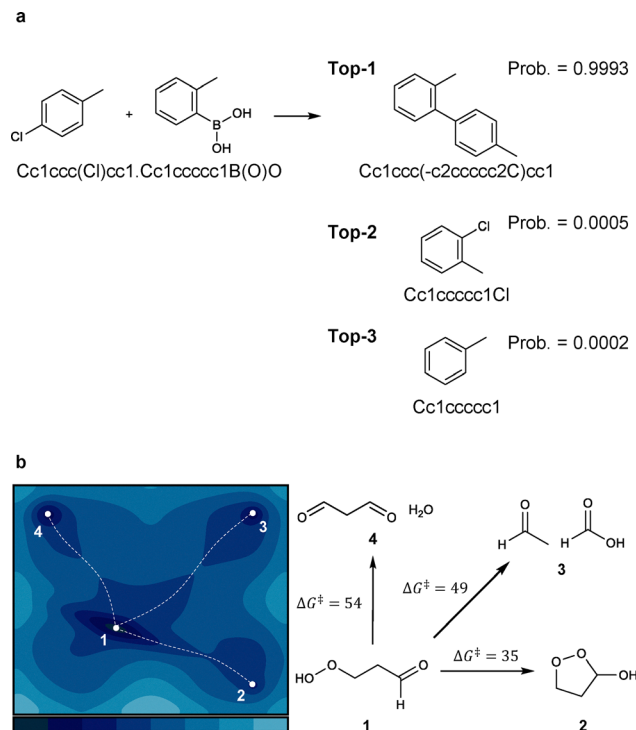 a
Top-1 Prob. = 0.9993
Cl + B OH OH
Cc1ccc(Cl)cc1.Cc1ccccc1B(O)O
Cc1ccc(-c2ccccc2C)cc1
Top-2 Prob. = 0.0005
Cl
Cc1ccccc1Cl
Top-3 Prob. = 0.0002
Cc1ccccc1
b
4 3 1 2
O O H₂O
4
O H O H OH
3
ΔG‡ = 54
ΔG‡ = 49
HO O O H
1
ΔG‡ = 35
O O OH
2